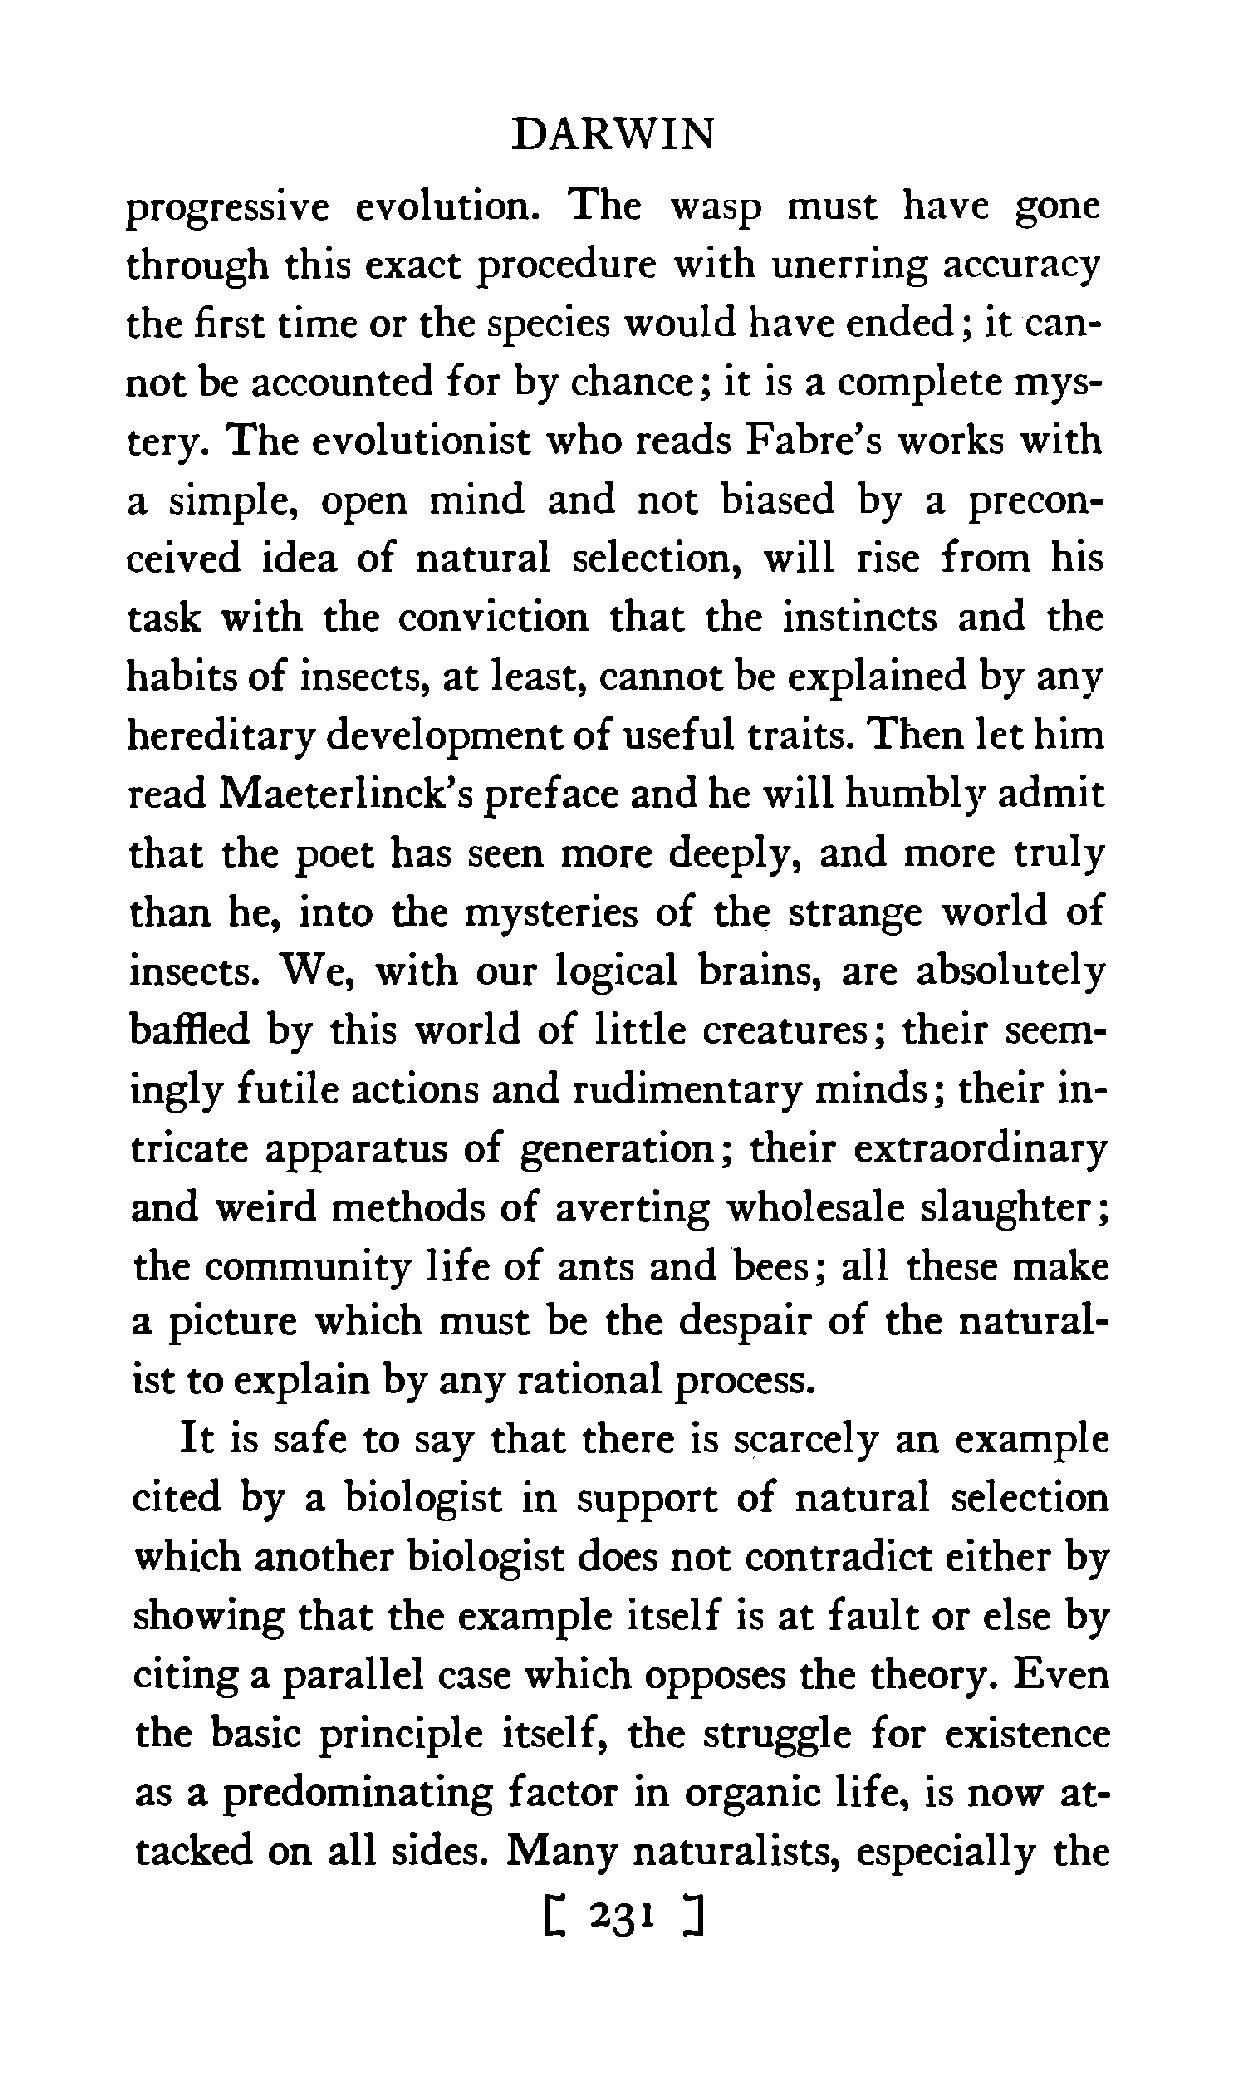 DARWIN
progressive evolution. The wasp must have gone
through this exact procedure with unerring accuracy
the first time or the species would have ended; it can-
not be accounted for by chance; it is a complete mys-
tery. The evolutionist who reads Fabre's works with
a simple, open mind and not biased by a precon-
ceived idea of natural selection, will rise from his
task with the conviction that the instincts and the
habits of insects, at least, cannot be explained by any
hereditary development of useful traits. Then let him
read Maeterlinck's preface and he will humbly admit
that the poet has seen more deeply, and more truly
than he, into the mysteries of the strange world of
insects. We, with our logical brains, are absolutely
baffled by this world of little creatures; their seem-
ingly futile actions and rudimentary minds; their in-
tricate apparatus of generation; their extraordinary
and weird methods of averting wholesale slaughter;
the community life of ants and bees; all these make
a picture which must be the despair of the natural-
ist to explain by any rational process.
It is safe to say that there is scarcely an example
cited by a biologist in support of natural selection
which another biologist does not contradict either by
showing that the example itself is at fault or else by
citing a parallel case which opposes the theory. Even
the basic principle itself, the struggle for existence
as a predominating factor in organic life, is now at-
tacked on all sides. Many naturalists, especially the
[ 231 ]